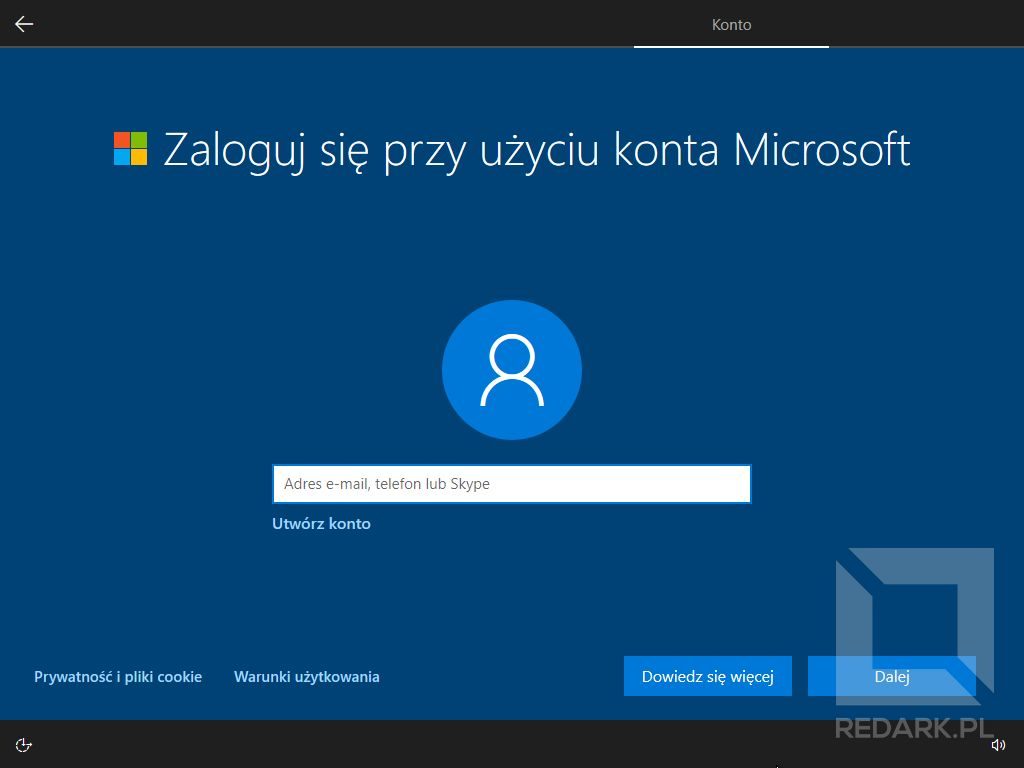 Konto
Zaloguj się przy użyciu konta Microsoft
Adres e-mail, telefon lub Skype
Utwórz konto
Prywatność i pliki cookie
Warunki użytkowania
Dowiedz się więcej
Dalej
REDARK.PL